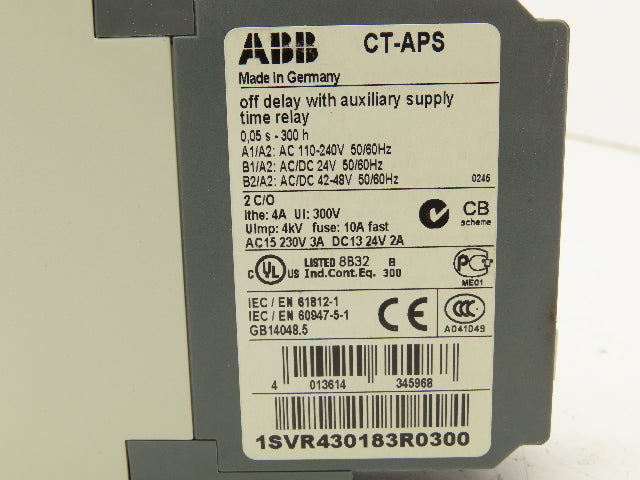 ABB CT-APS
Made in Germany
off delay with auxiliary supply
time relay
0,05 s - 300 h
A1/A2: AC 110-240V 50/60Hz
B1/A2: AC/DC 24V 50/60Hz
B2/A2: AC/DC 42-48V 50/60Hz 0246
2 C/O
Ithe: 4A Ui: 300V
UImp: 4kV fuse: 10A fast
AC15 230V 3A DC13 24V 2A
CB
scheme
C UL US LISTED 8B32 B
Ind.Cont.Eq. 300
PC
ME01
IEC / EN 61812-1
IEC / EN 60947-5-1
GB14048.5
CE
CCC
A041049
4 013614 345968
1SVR430183R0300